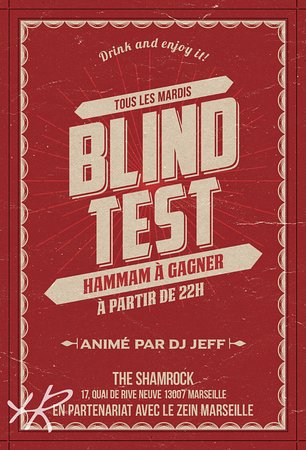 Drink and enjoy it!
TOUS LES MARDIS
BLIND
TEST
HAMMAM À GAGNER
À PARTIR DE 22H
ANIMÉ PAR DJ JEFF
THE SHAMROCK
17, QUAI DE RIVE NEUVE 13007 MARSEILLE
EN PARTENARIAT AVEC LE ZEIN MARSEILLE